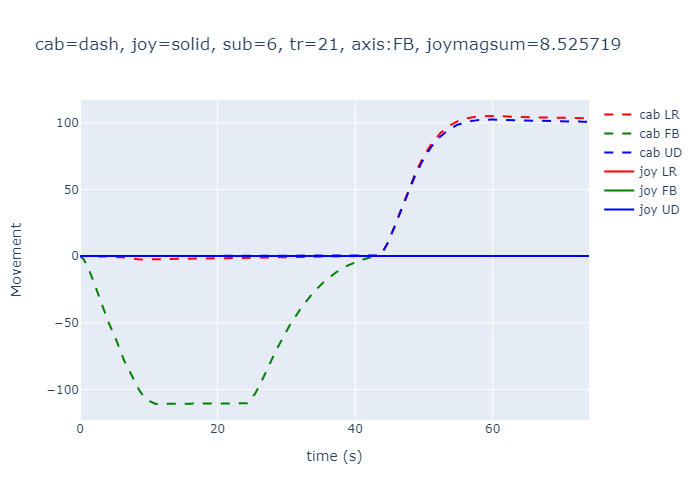 cab=dash, joy=solid, sub=6, tr=21, axis:FB, joymagsum=8.525719
cab LR
cab FB
cab UD
joy LR
joy FB
joy UD
100
50
0
−50
−100
Movement
0
20
40
60
time (s)